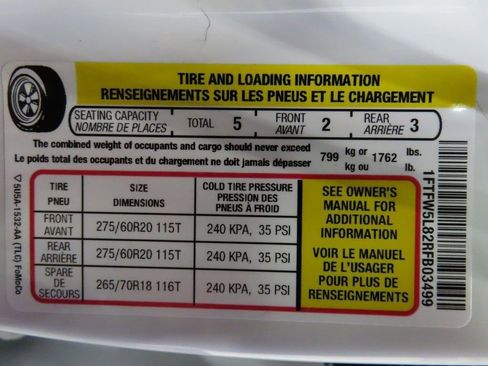 TIRE AND LOADING INFORMATION
RENSEIGNEMENTS SUR LES PNEUS ET LE CHARGEMENT
SEATING CAPACITY
NOMBRE DE PLACES
TOTAL 5
FRONT
AVANT 2
REAR
ARRIÈRE 3
The combined weight of occupants and cargo should never exceed
Le poids total des occupants et du chargement ne doit jamais dépasser
799 kg or
kg ou
1762 lbs.
lb.
TIRE
PNEU
SIZE
DIMENSIONS
COLD TIRE PRESSURE
PRESSION DES
PNEUS À FROID
FRONT
AVANT
275/60R20 115T
240 KPA, 35 PSI
REAR
ARRIÈRE
275/60R20 115T
240 KPA, 35 PSI
SPARE
DE
SECOURS
265/70R18 116T
240 KPA, 35 PSI
SEE OWNER'S
MANUAL FOR
ADDITIONAL
INFORMATION
VOIR LE MANUEL
DE L'USAGER
POUR PLUS DE
RENSEIGNEMENTS
5U5A-1532-AA (TLG) FoMoCo
1FTFW5L82RFB03499